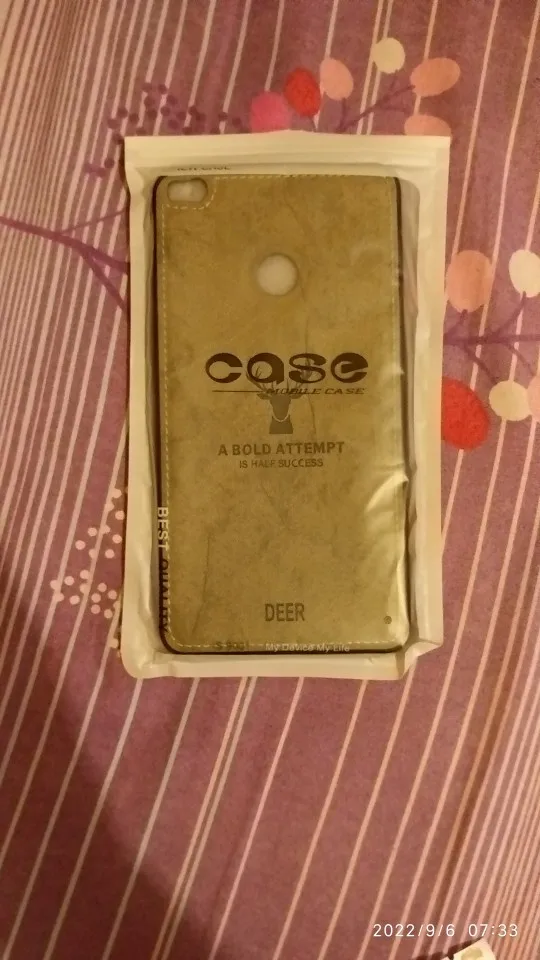 case
MOBILE CASE
A BOLD ATTEMPT
IS HALF SUCCESS
BEST
DEER
®
My Device My Life
2022/9/6 07:33